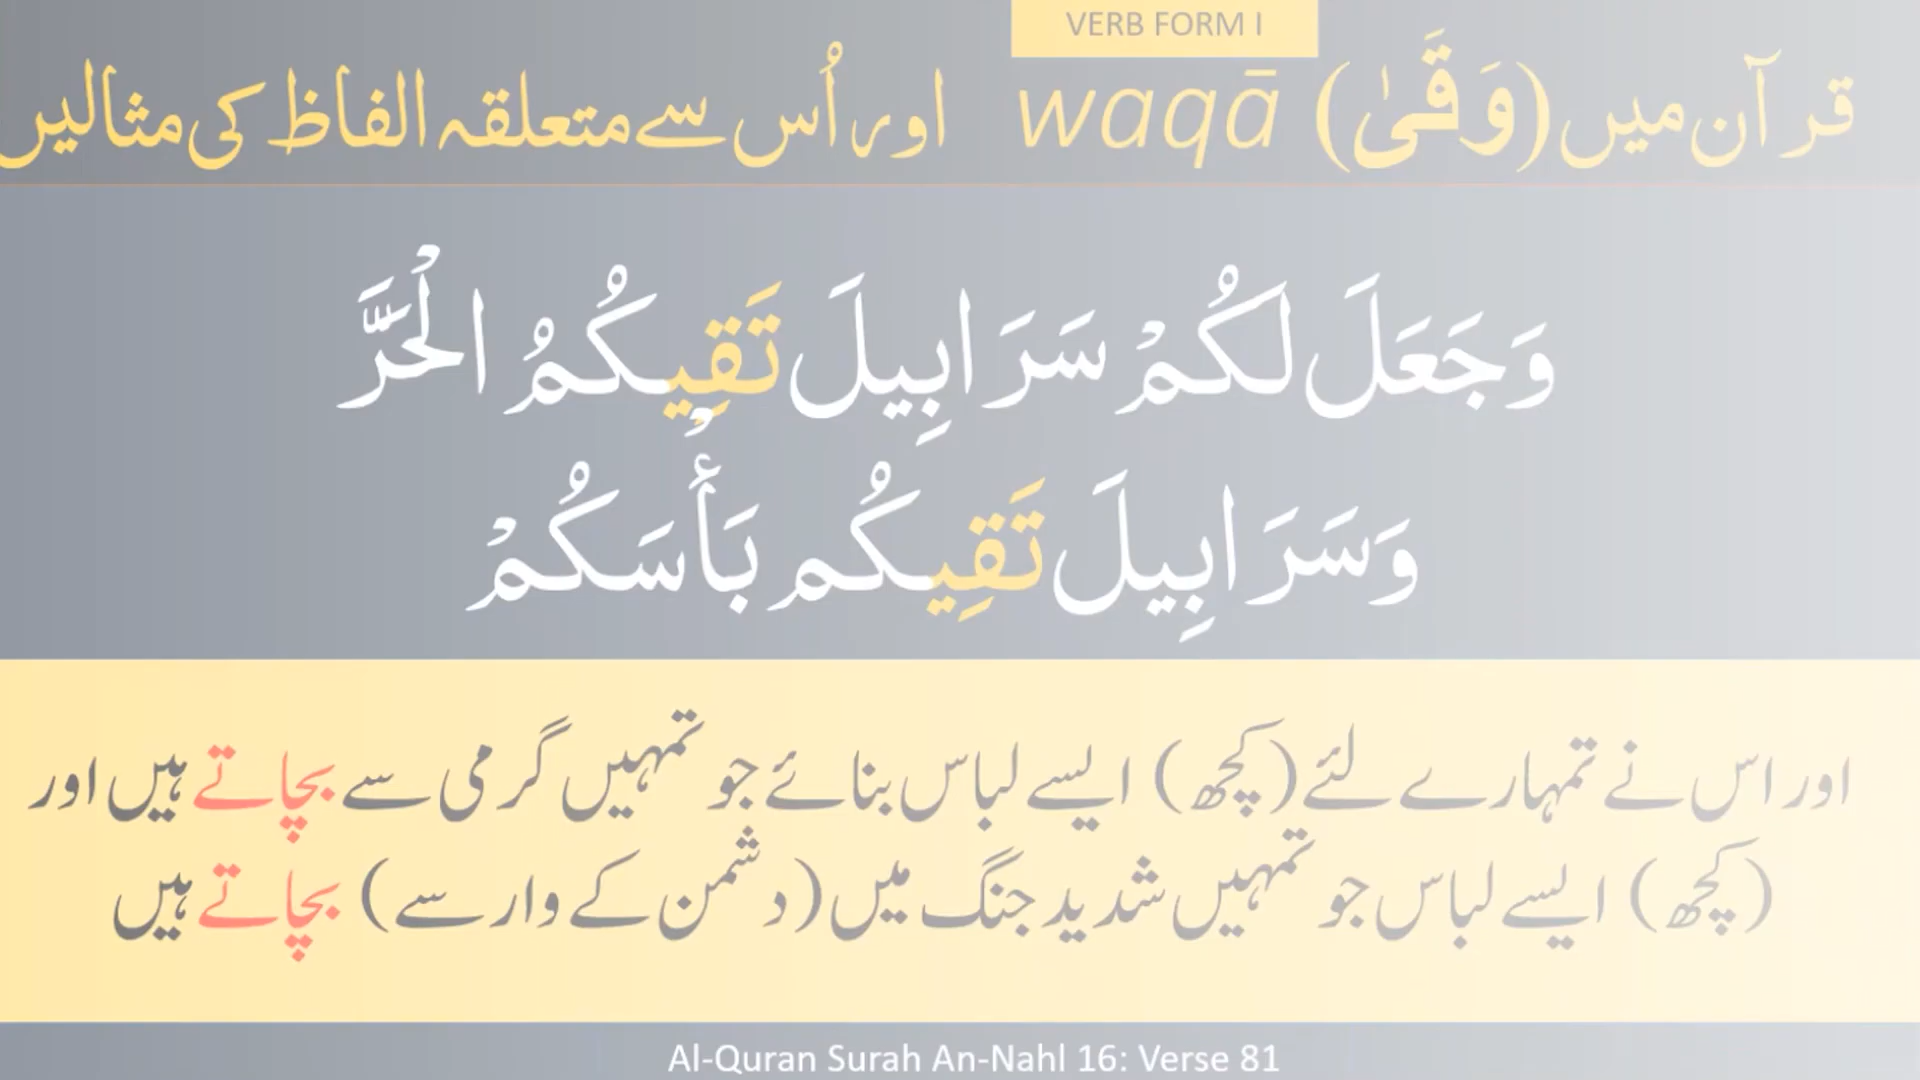 VERB FORM I
قرآن میں (وَقَىٰ) waqā اور اُس سے متعلقہ الفاظ کی مثالیں
وَجَعَلَ لَكُمْ سَرَابِيلَ تَقِيكُمُ الْحَرَّ
وَسَرَابِيلَ تَقِيكُم بَأْسَكُمْ
اور اس نے تمہارے لئے (کچھ) ایسے لباس بنائے جو تمہیں گرمی سے بچاتے ہیں اور
(کچھ) ایسے لباس جو تمہیں شدید جنگ میں (دشمن کے وار سے) بچاتے ہیں
Al-Quran Surah An-Nahl 16: Verse 81